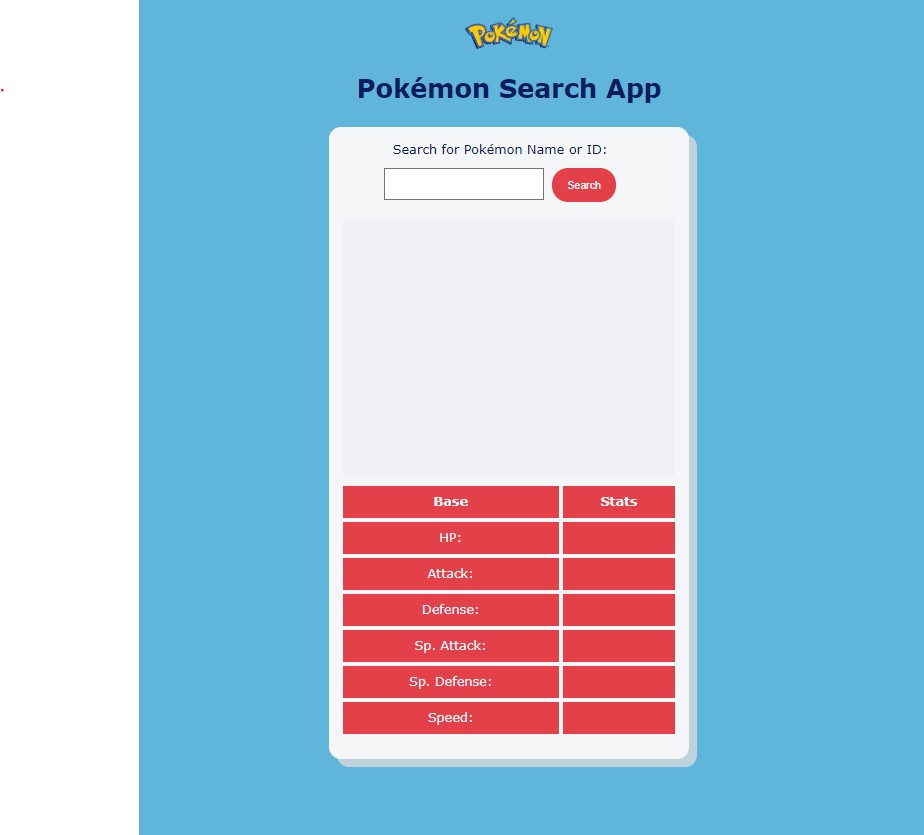 POKéMON
Pokémon Search App
Search for Pokémon Name or ID:
Search
Base Stats
HP:
Attack:
Defense:
Sp. Attack:
Sp. Defense:
Speed: